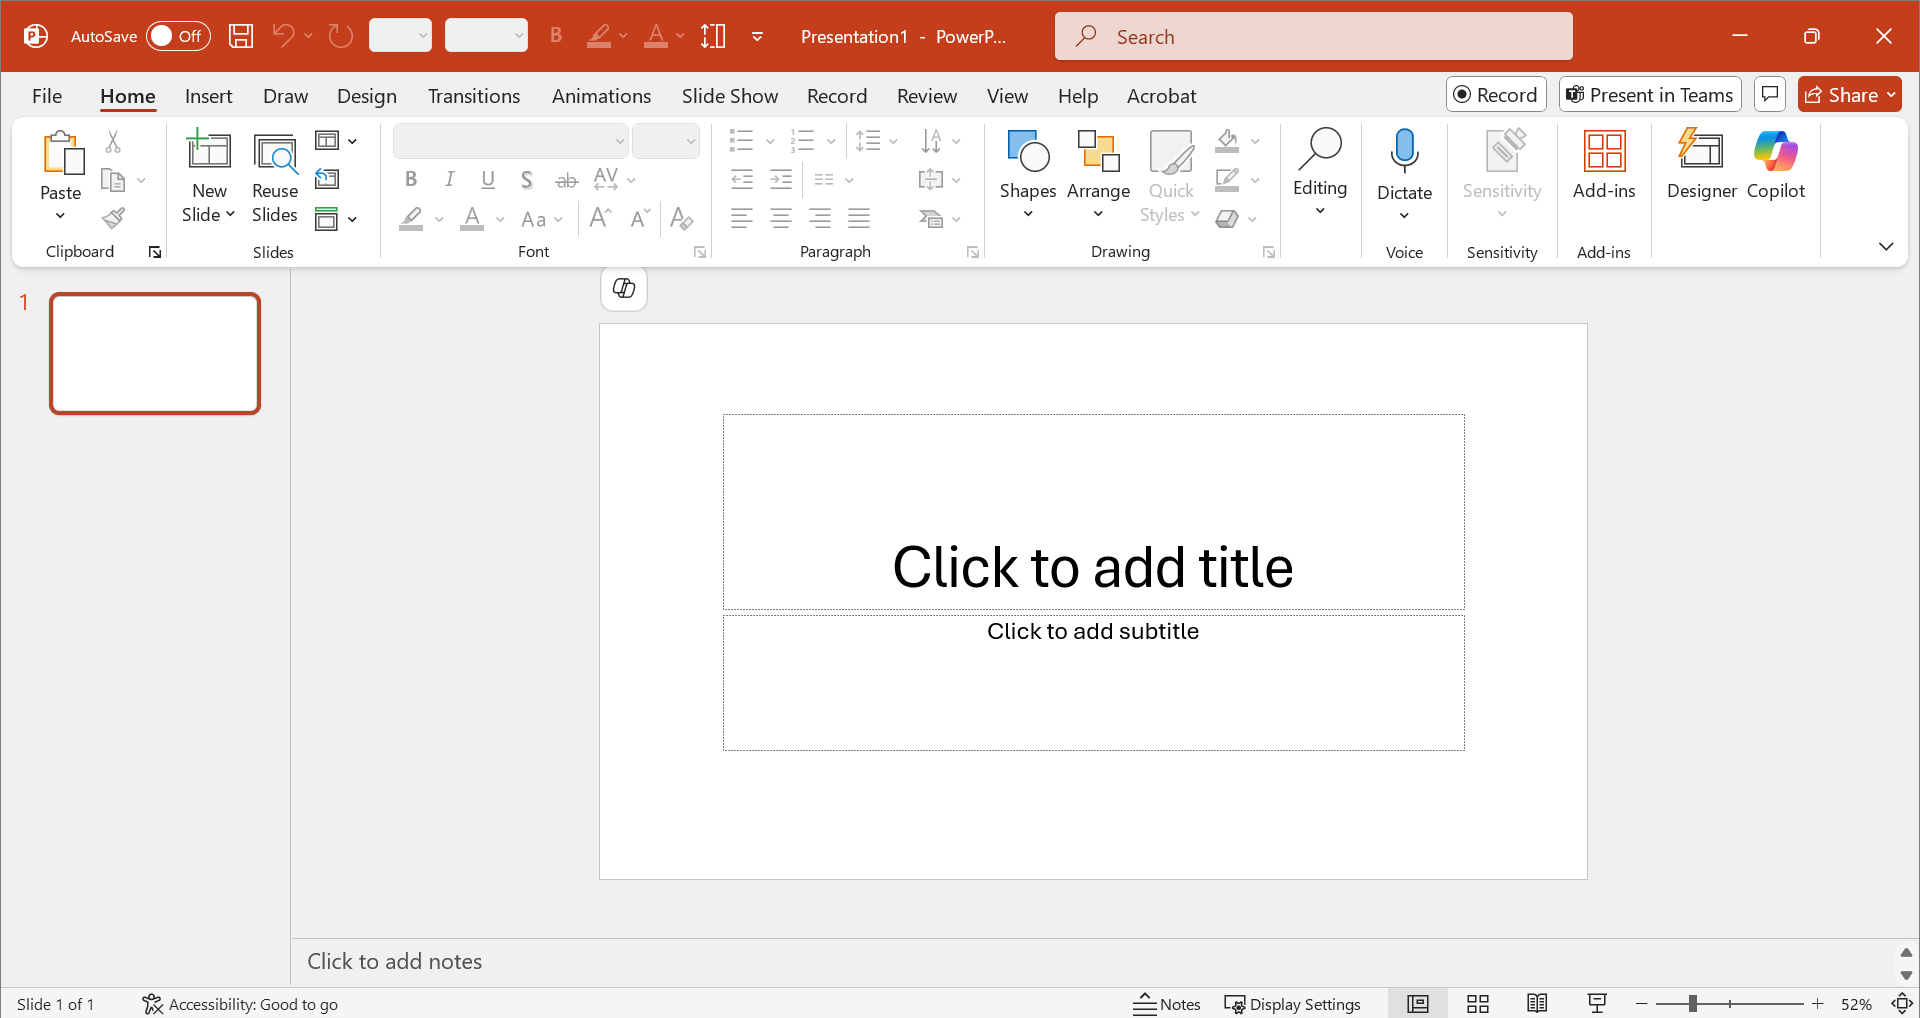 AutoSave Off
Presentation1 - PowerP...
Search
File Home Insert Draw Design Transitions Animations Slide Show Record Review View Help Acrobat
Record
Present in Teams
Share
Paste
Clipboard
New Slide
Reuse Slides
Slides
B I U S ab AV
Aa A A
Font
Paragraph
Shapes
Arrange
Quick Styles
Drawing
Editing
Dictate
Voice
Sensitivity
Sensitivity
Add-ins
Add-ins
Designer
Copilot
1
Click to add title
Click to add subtitle
Click to add notes
Slide 1 of 1
Accessibility: Good to go
Notes
Display Settings
52%